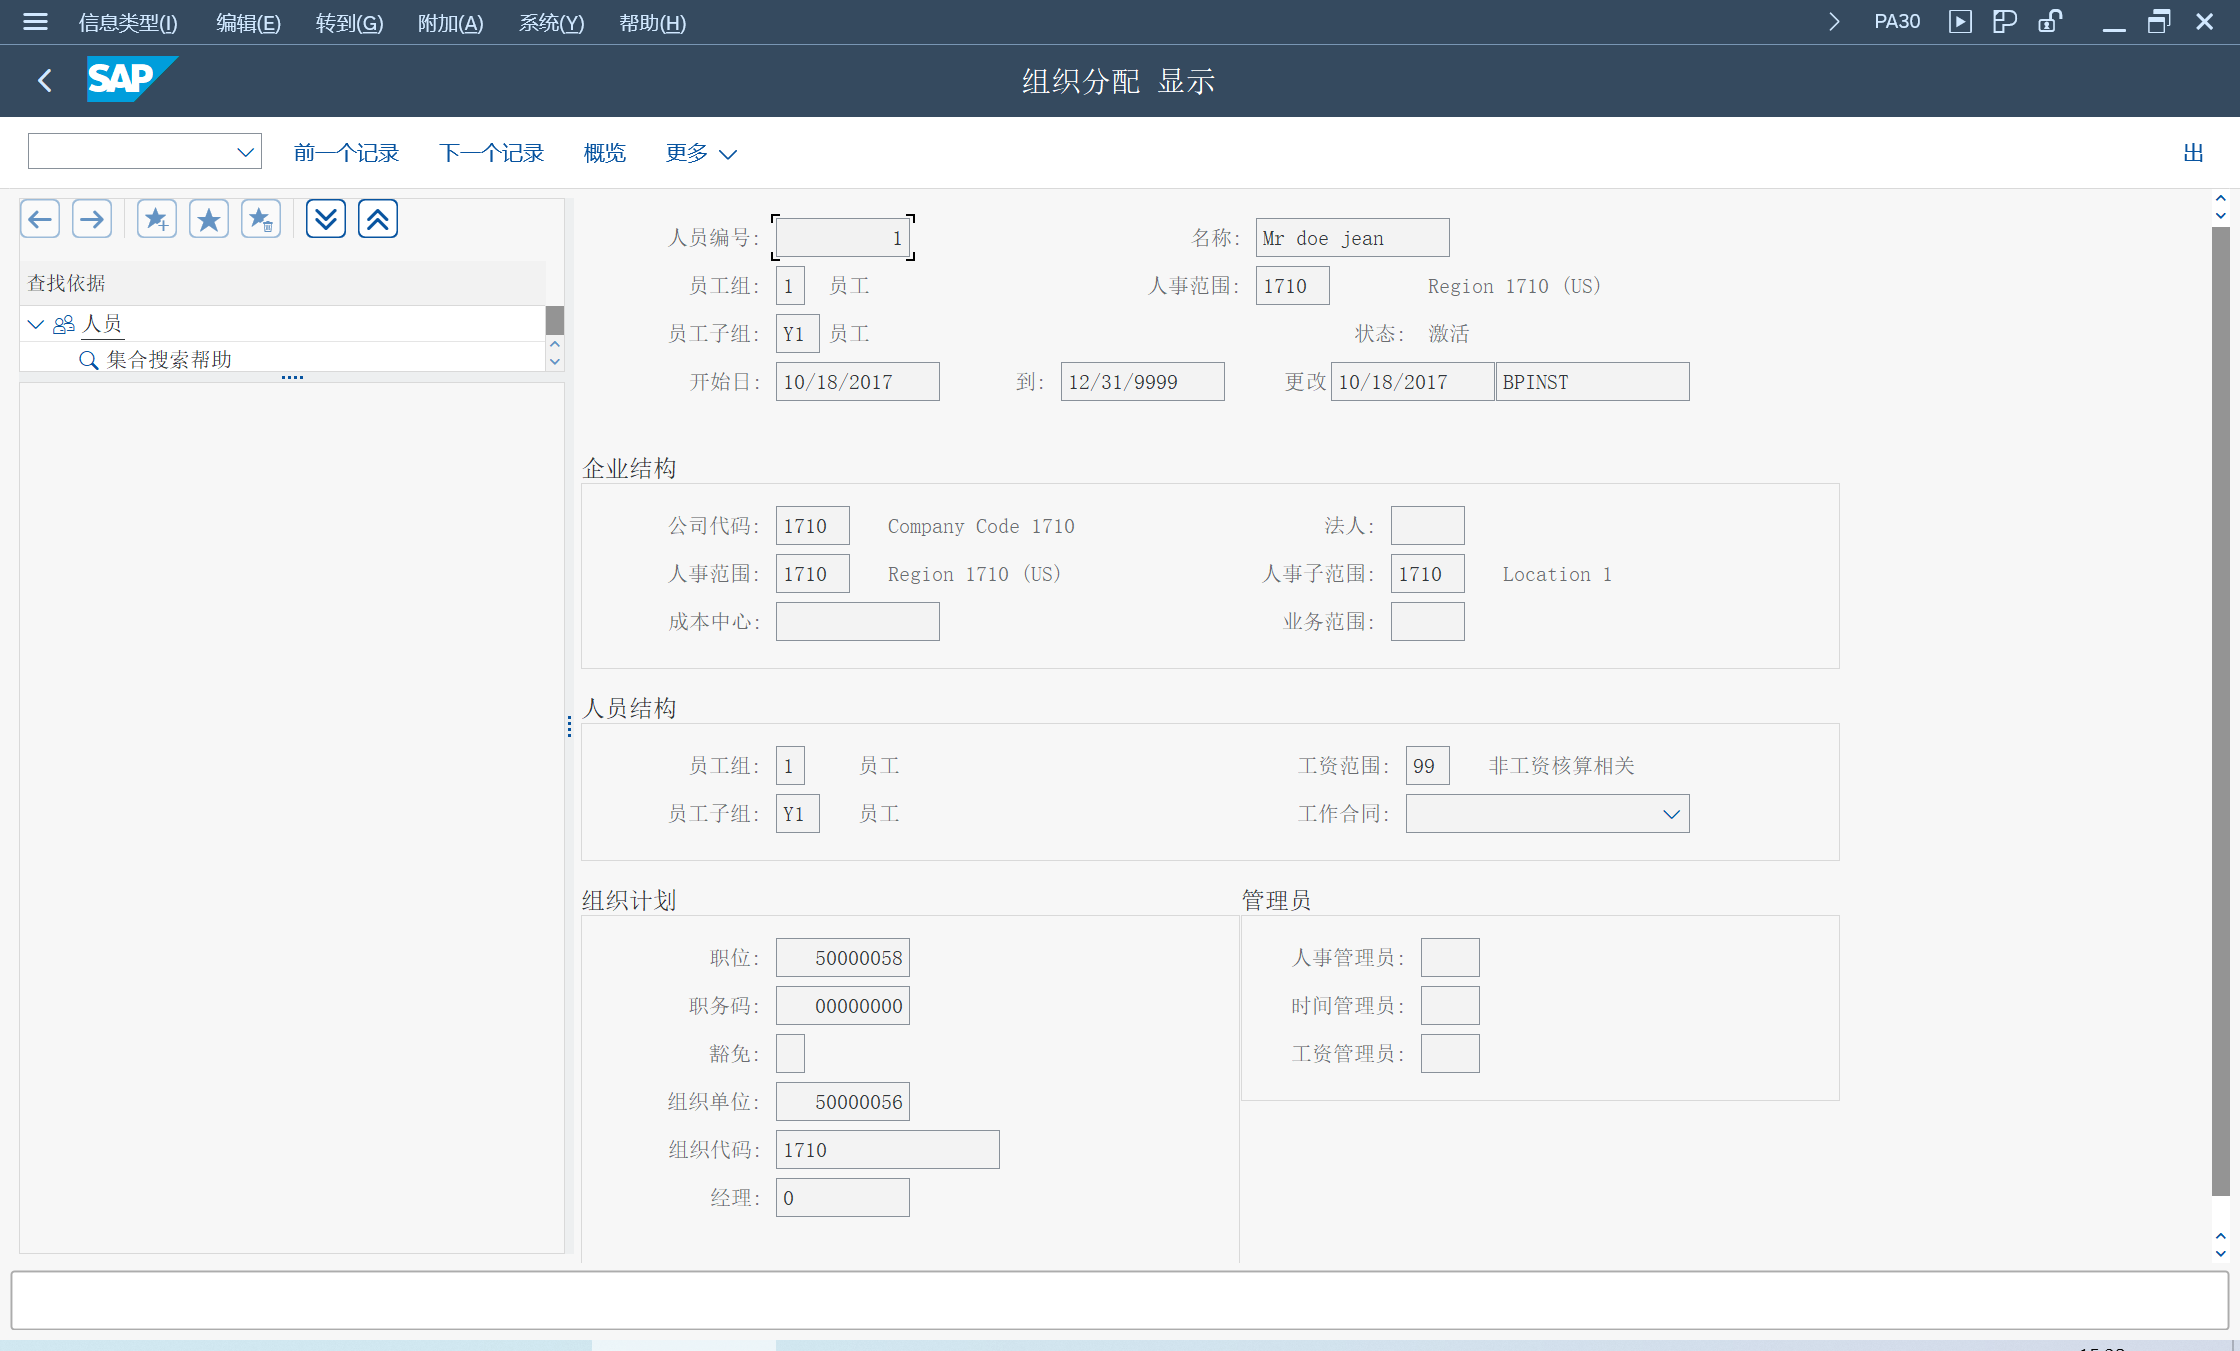 信息类型(I) 编辑(E) 转到(G) 附加(A) 系统(Y) 帮助(H) PA30
SAP 组织分配 显示
前一个记录 下一个记录 概览 更多 出
人员编号: 1 名称: Mr doe jean
员工组: 1 员工 人事范围: 1710 Region 1710 (US)
员工子组: Y1 员工 状态: 激活
开始日: 10/18/2017 到: 12/31/9999 更改 10/18/2017 BPINST
查找依据
人员
集合搜索帮助
企业结构
公司代码: 1710 Company Code 1710 法人:
人事范围: 1710 Region 1710 (US) 人事子范围: 1710 Location 1
成本中心: 业务范围:
人员结构
员工组: 1 员工 工资范围: 99 非工资核算相关
员工子组: Y1 员工 工作合同:
组织计划 管理员
职位: 50000058 人事管理员:
职务码: 00000000 时间管理员:
豁免: 工资管理员:
组织单位: 50000056
组织代码: 1710
经理: 0